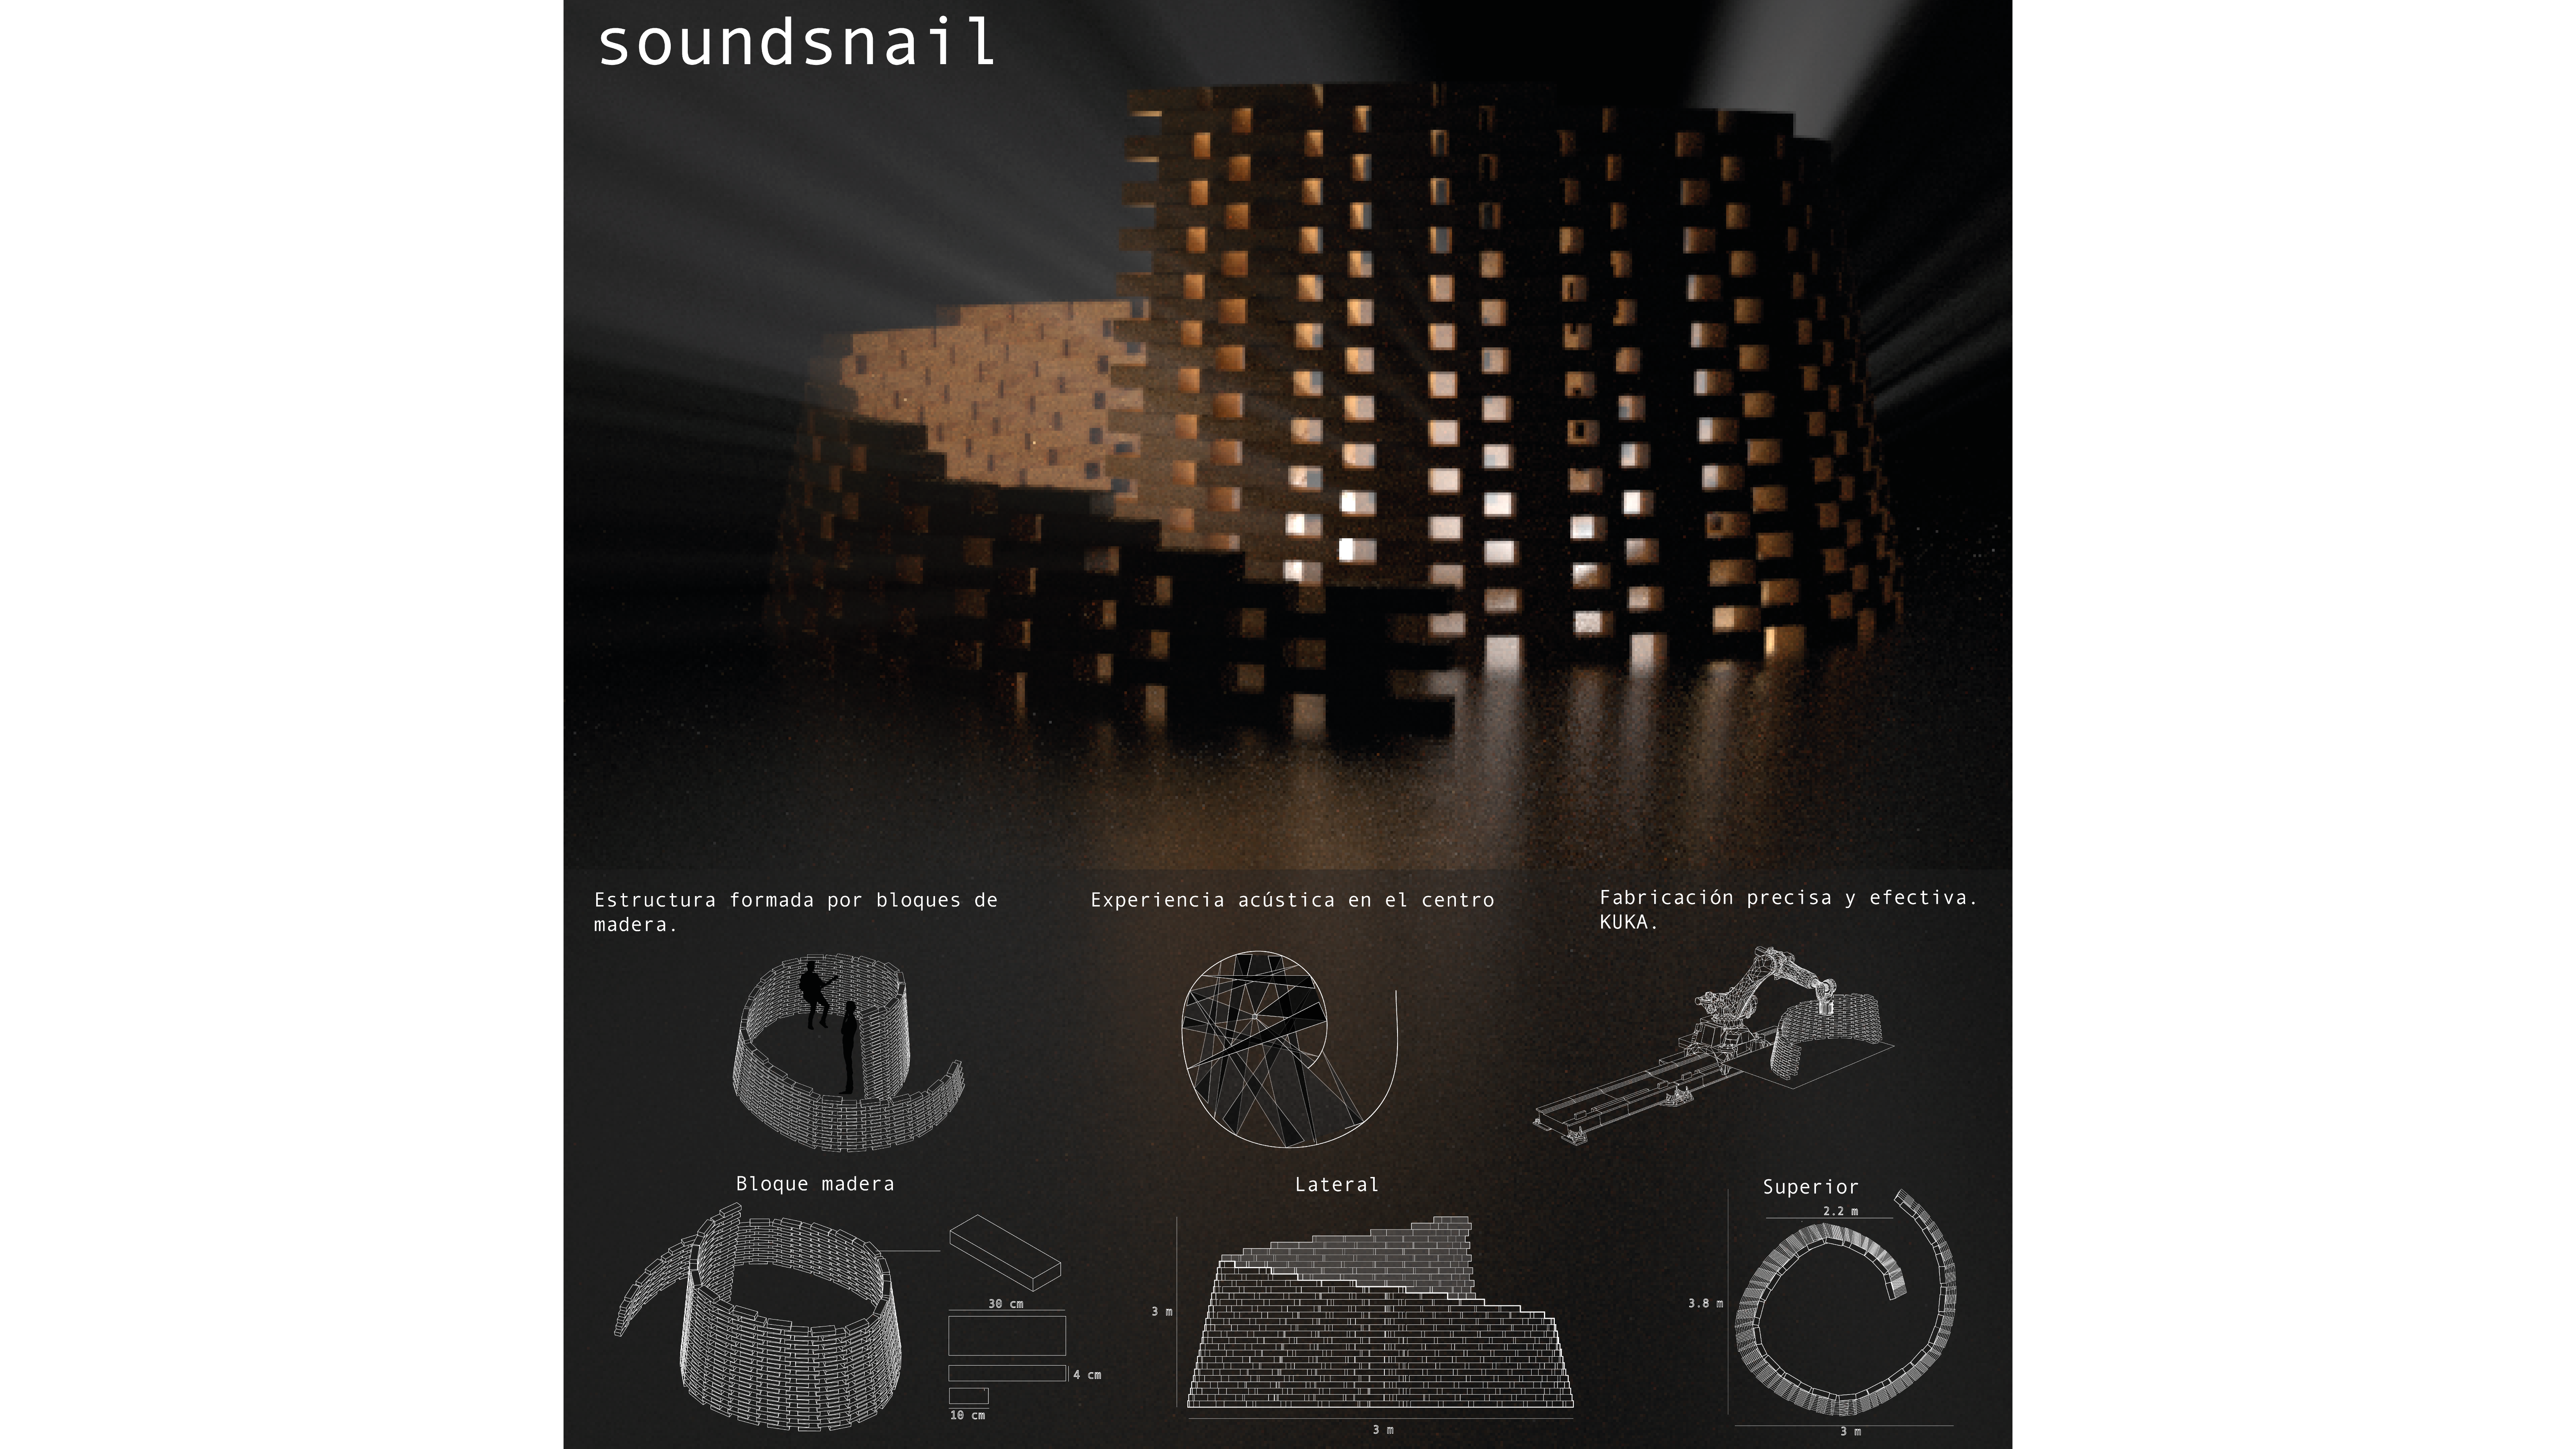 soundsnail
Estructura formada por bloques de
madera.
Experiencia acústica en el centro
Fabricación precisa y efectiva.
KUKA.
Bloque madera
30 cm
4 cm
10 cm
Lateral
3 m
3 m
Superior
2.2 m
3.8 m
3 m